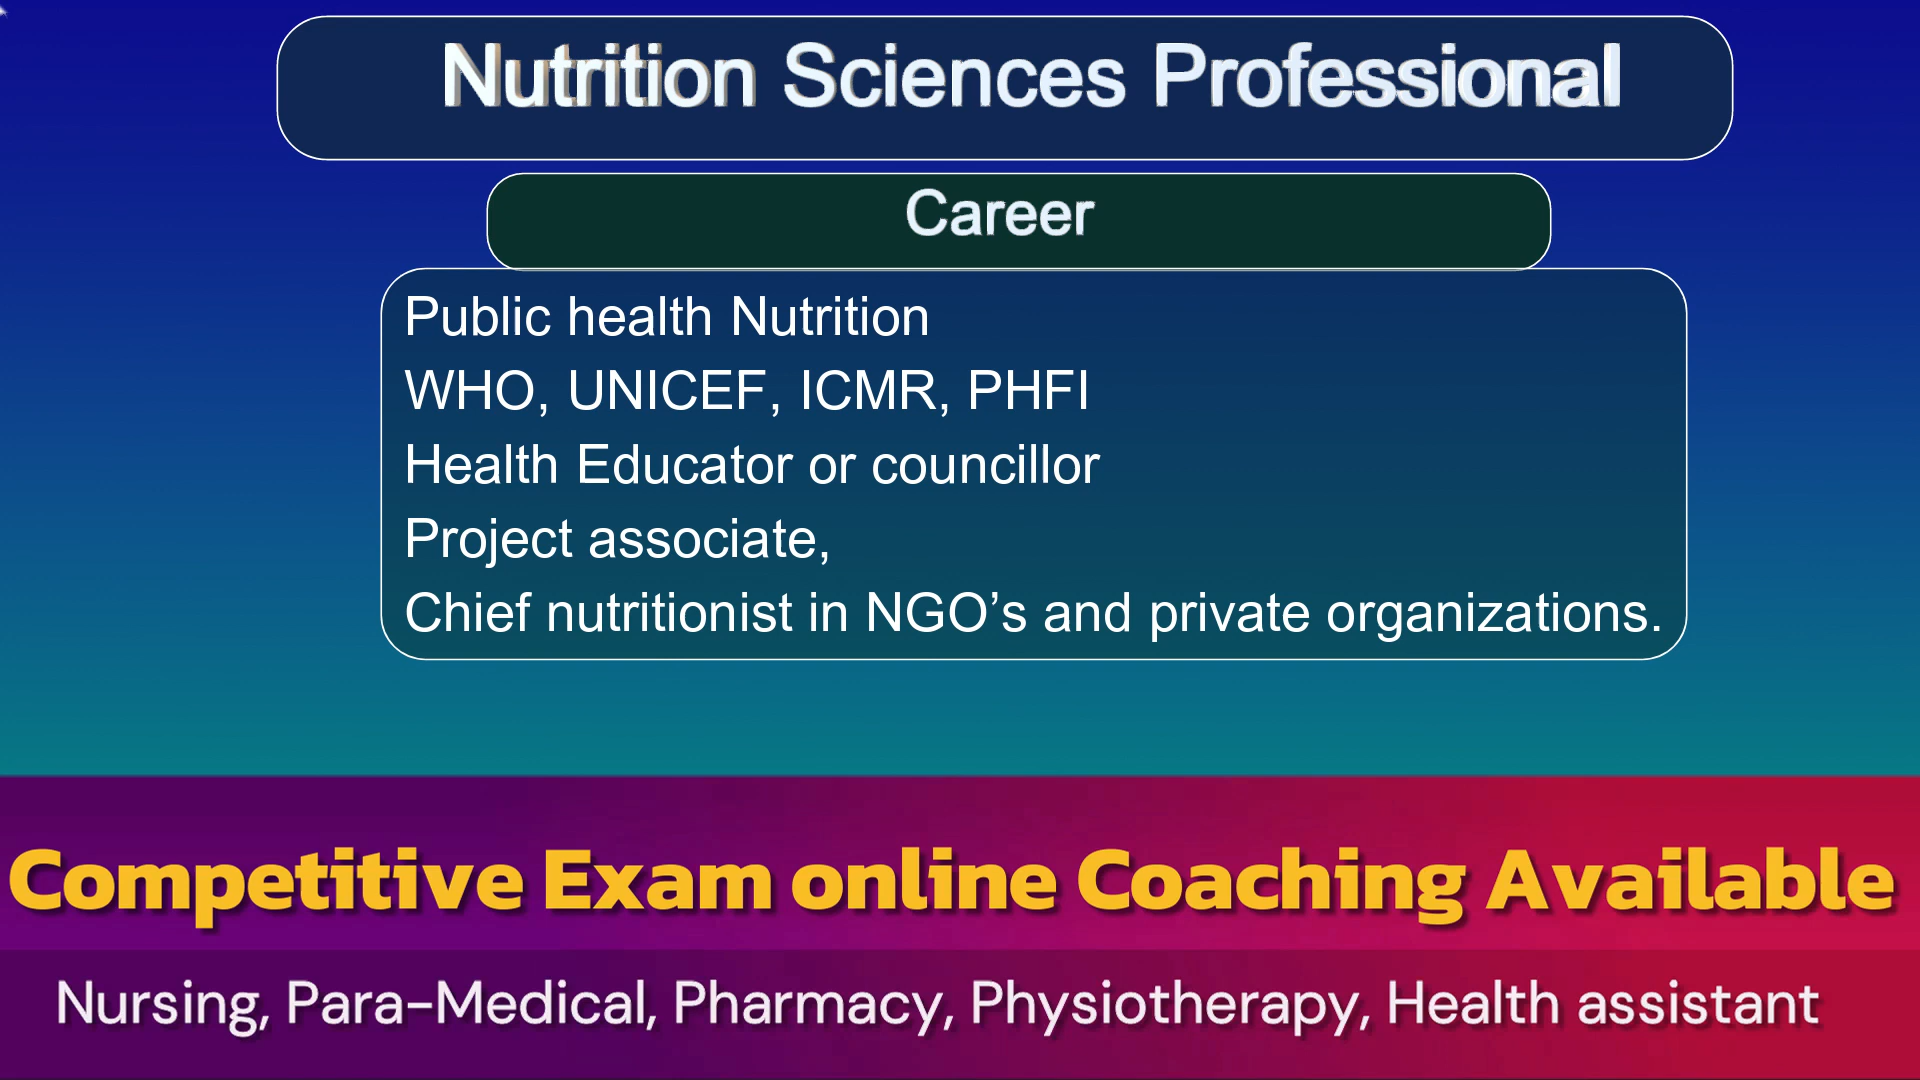 Nutrition Sciences Professional
Career
Public health Nutrition
WHO, UNICEF, ICMR, PHFI
Health Educator or councillor
Project associate,
Chief nutritionist in NGO’s and private organizations.
Competitive Exam online Coaching Available
Nursing, Para-Medical, Pharmacy, Physiotherapy, Health assistant